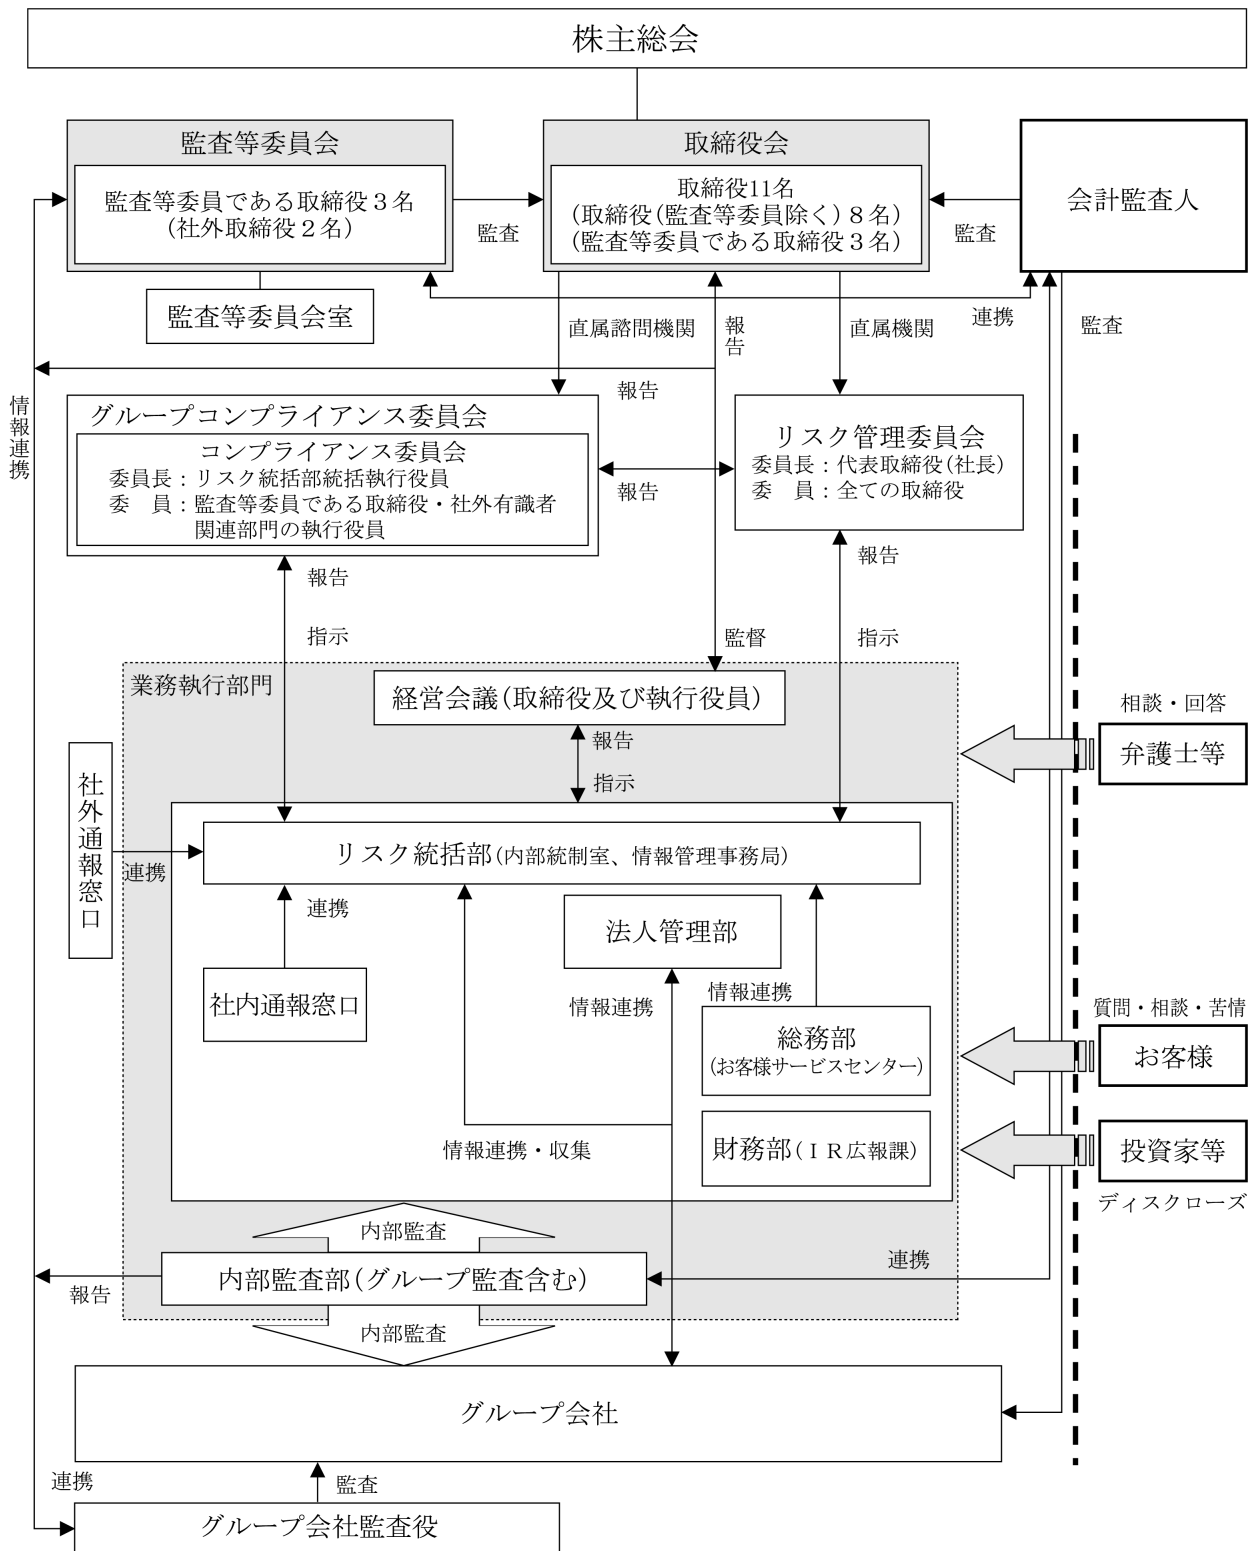 株主総会
監査等委員会
監査等委員である取締役３名
(社外取締役２名)
監査等委員会室
取締役会
取締役11名
(取締役(監査等委員除く)８名)
(監査等委員である取締役３名)
会計監査人
監査
監査
連携
監査
直属諮問機関
報告
直属機関
報告
情報連携
グループコンプライアンス委員会
コンプライアンス委員会
委員長：リスク統括部統括執行役員
委　員：監査等委員である取締役・社外有識者
関連部門の執行役員
報告
リスク管理委員会
委員長：代表取締役(社長)
委　員：全ての取締役
報告
指示
監督
報告
指示
業務執行部門
経営会議(取締役及び執行役員)
報告
指示
相談・回答
弁護士等
社外通報窓口
連携
リスク統括部(内部統制室、情報管理事務局)
連携
社内通報窓口
法人管理部
情報連携
情報連携
総務部
(お客様サービスセンター)
質問・相談・苦情
お客様
情報連携・収集
財務部(ＩＲ広報課)
投資家等
ディスクローズ
内部監査
内部監査部(グループ監査含む)
連携
報告
内部監査
グループ会社
連携
監査
グループ会社監査役